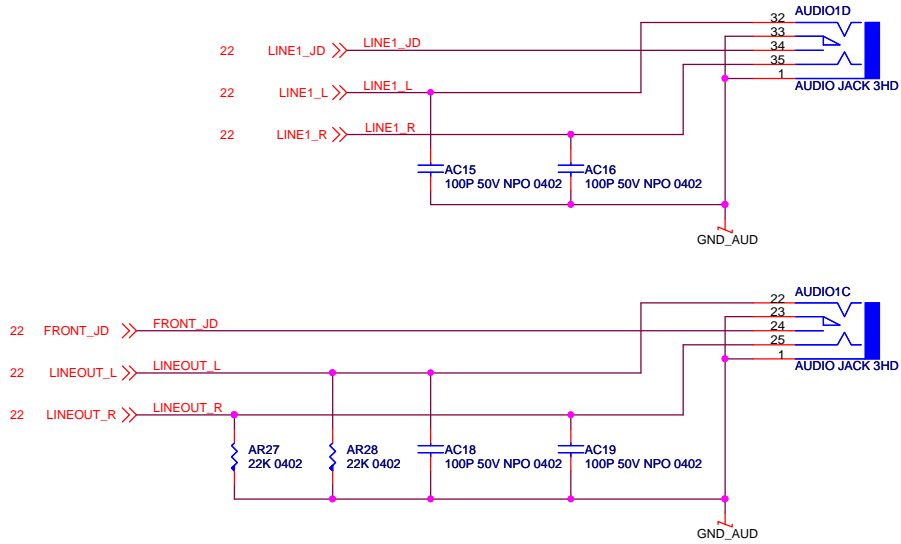 AUDIO1D
32
33
22 LINE1_JD LINE1_JD 34
35
22 LINE1_L LINE1_L 1
AUDIO JACK 3HD
22 LINE1_R LINE1_R
AC15 AC16
100P 50V NPO 0402 100P 50V NPO 0402
GND_AUD
AUDIO1C
22
23
22 FRONT_JD FRONT_JD 24
25
1
22 LINEOUT_L LINEOUT_L AUDIO JACK 3HD
22 LINEOUT_R LINEOUT_R
AR27 AR28 AC18 AC19
22K 0402 22K 0402 100P 50V NPO 0402 100P 50V NPO 0402
GND_AUD